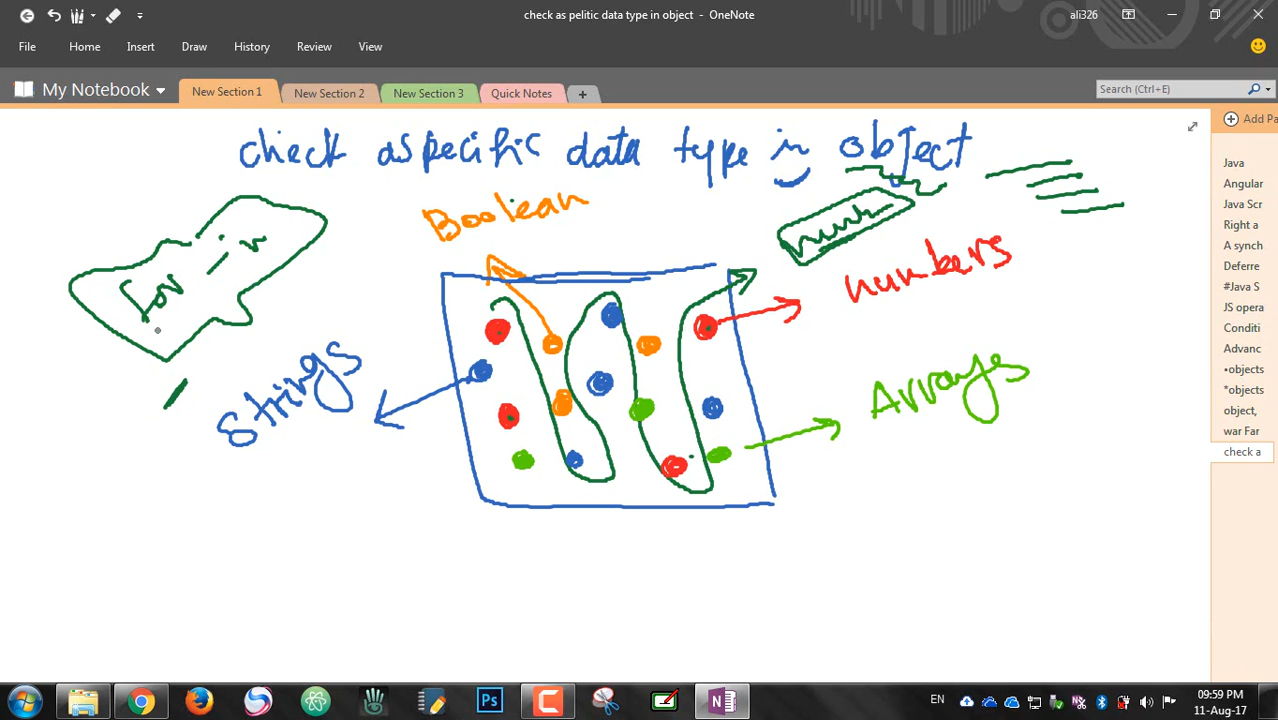 check as pelitic data type in object - OneNote
ali326
File
Home
Insert
Draw
History
Review
View
My Notebook
New Section 1
New Section 2
New Section 3
Quick Notes
Search (Ctrl+E)
Add Pa
check aspecific data type in object
Boolean
for - in
numbers
Strings
Arrays
Java
Angular
Java Scr
Right a
A synch
Deferre
#Java S
JS opera
Conditi
Advanc
•objects
*objects
object,
war Far
check a
Ps
EN
09:59 PM
11-Aug-17